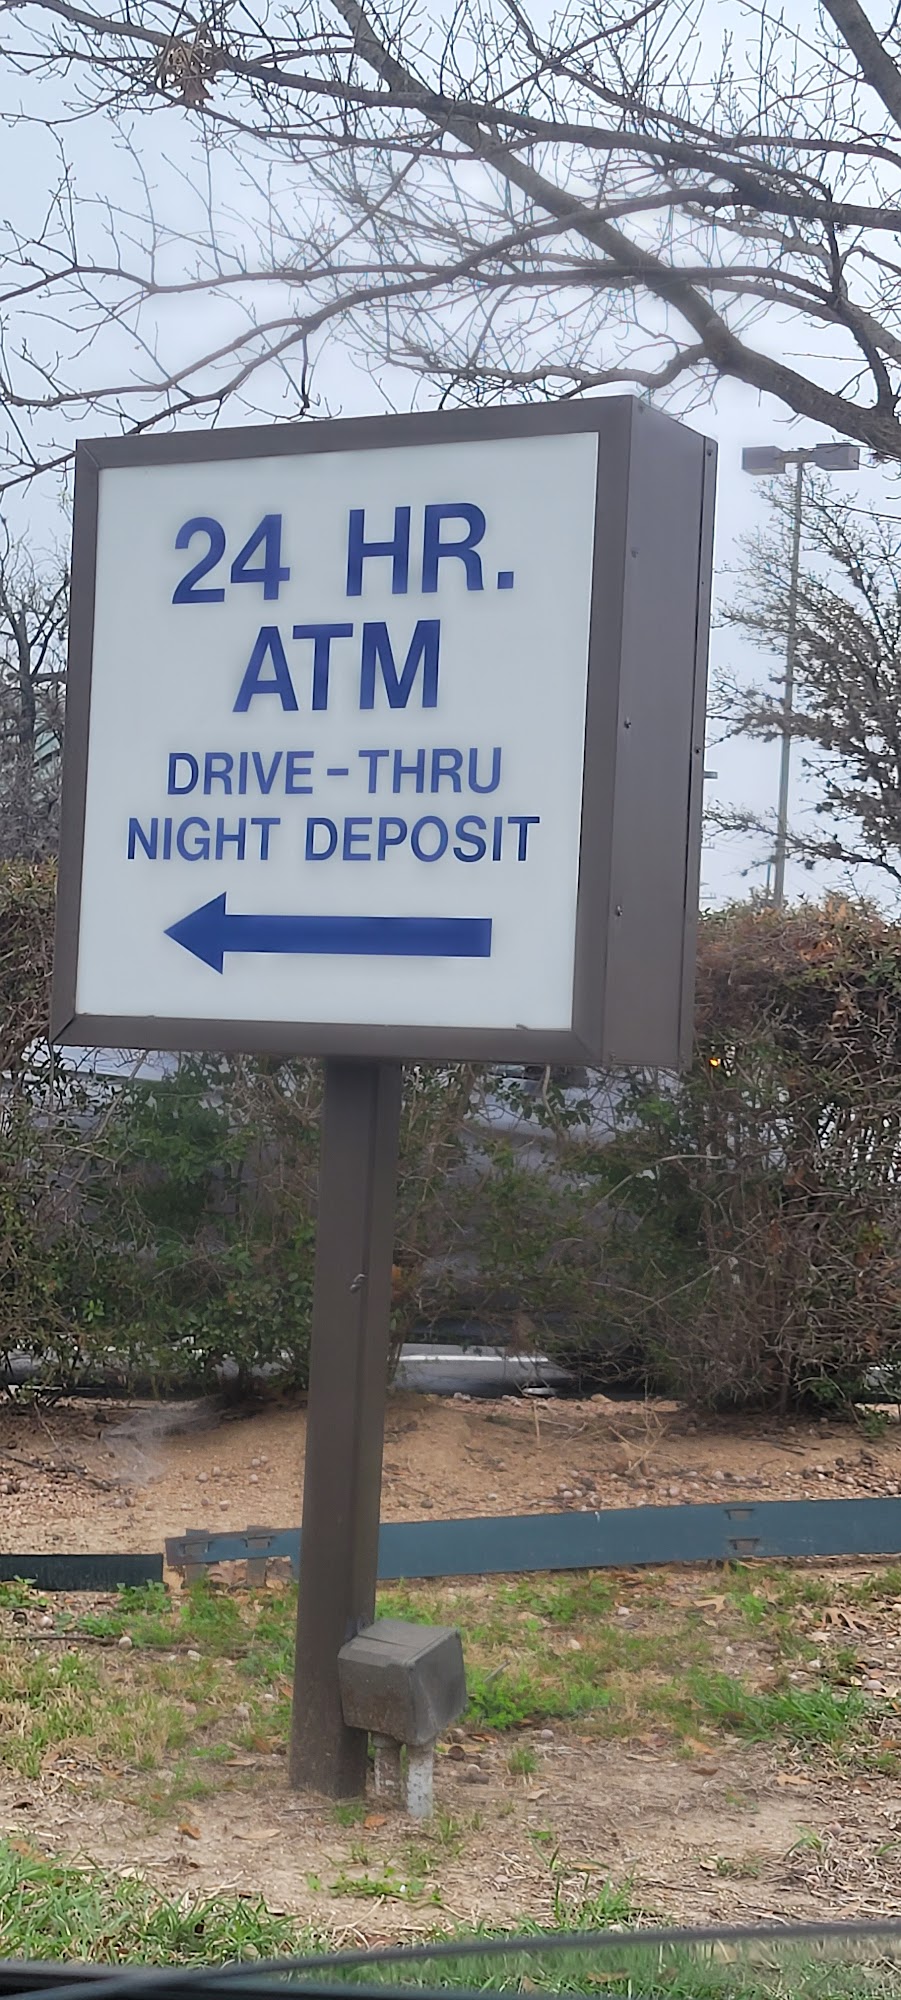 24 HR.
ATM
DRIVE-THRU
NIGHT DEPOSIT